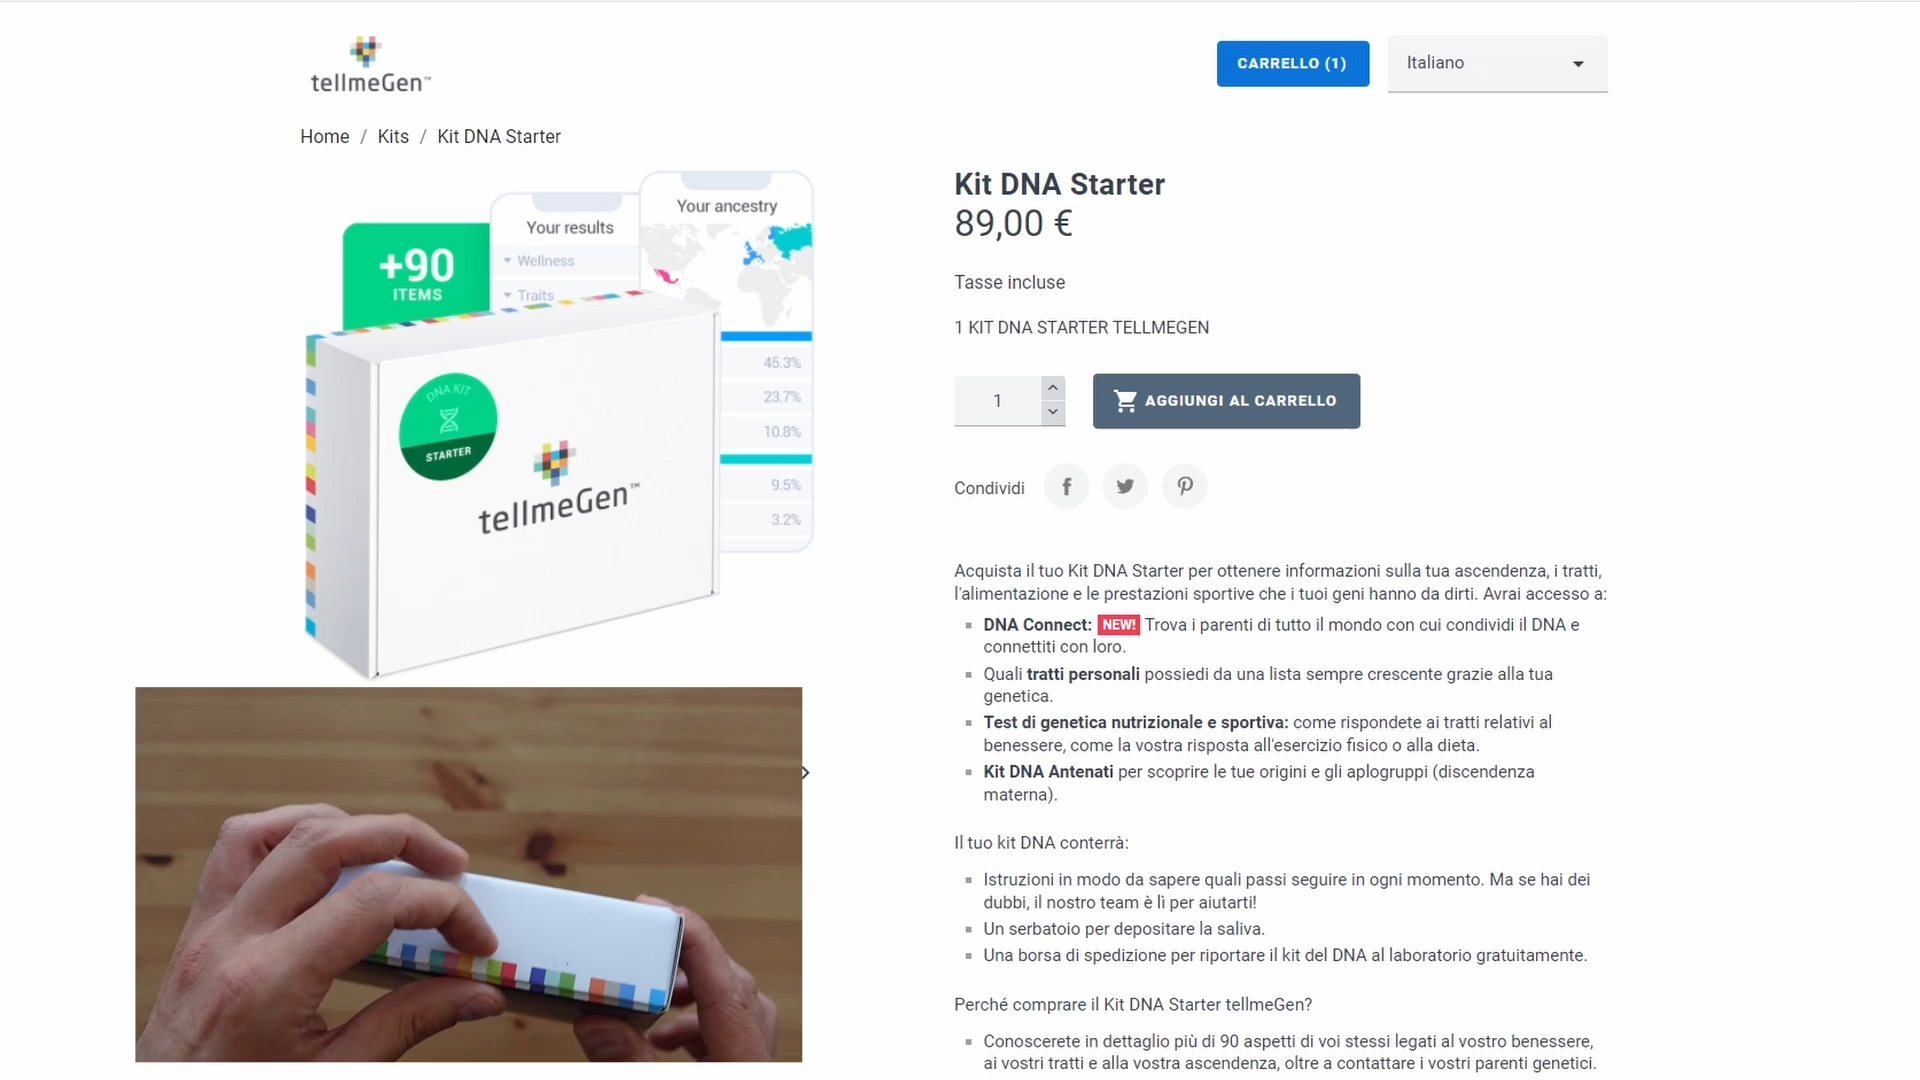 tellmeGen™
CARRELLO (1)
Italiano
Home / Kits / Kit DNA Starter
+90
ITEMS
Your results
Wellness
Traits
Your ancestry
45.3%
23.7%
10.8%
9.5%
3.2%
DNA KIT
STARTER
tellmeGen™
Kit DNA Starter
89,00 €
Tasse incluse
1 KIT DNA STARTER TELLMEGEN
1
AGGIUNGI AL CARRELLO
Condividi
Acquista il tuo Kit DNA Starter per ottenere informazioni sulla tua ascendenza, i tratti,
l'alimentazione e le prestazioni sportive che i tuoi geni hanno da dirti. Avrai accesso a:
DNA Connect: NEW! Trova i parenti di tutto il mondo con cui condividi il DNA e
connettiti con loro.
Quali tratti personali possiedi da una lista sempre crescente grazie alla tua
genetica.
Test di genetica nutrizionale e sportiva: come rispondete ai tratti relativi al
benessere, come la vostra risposta all'esercizio fisico o alla dieta.
Kit DNA Antenati per scoprire le tue origini e gli aplogruppi (discendenza
materna).
Il tuo kit DNA conterrà:
Istruzioni in modo da sapere quali passi seguire in ogni momento. Ma se hai dei
dubbi, il nostro team è lì per aiutarti!
Un serbatoio per depositare la saliva.
Una borsa di spedizione per riportare il kit del DNA al laboratorio gratuitamente.
Perché comprare il Kit DNA Starter tellmeGen?
Conoscerete in dettaglio più di 90 aspetti di voi stessi legati al vostro benessere,
ai vostri tratti e alla vostra ascendenza, oltre a contattare i vostri parenti genetici.